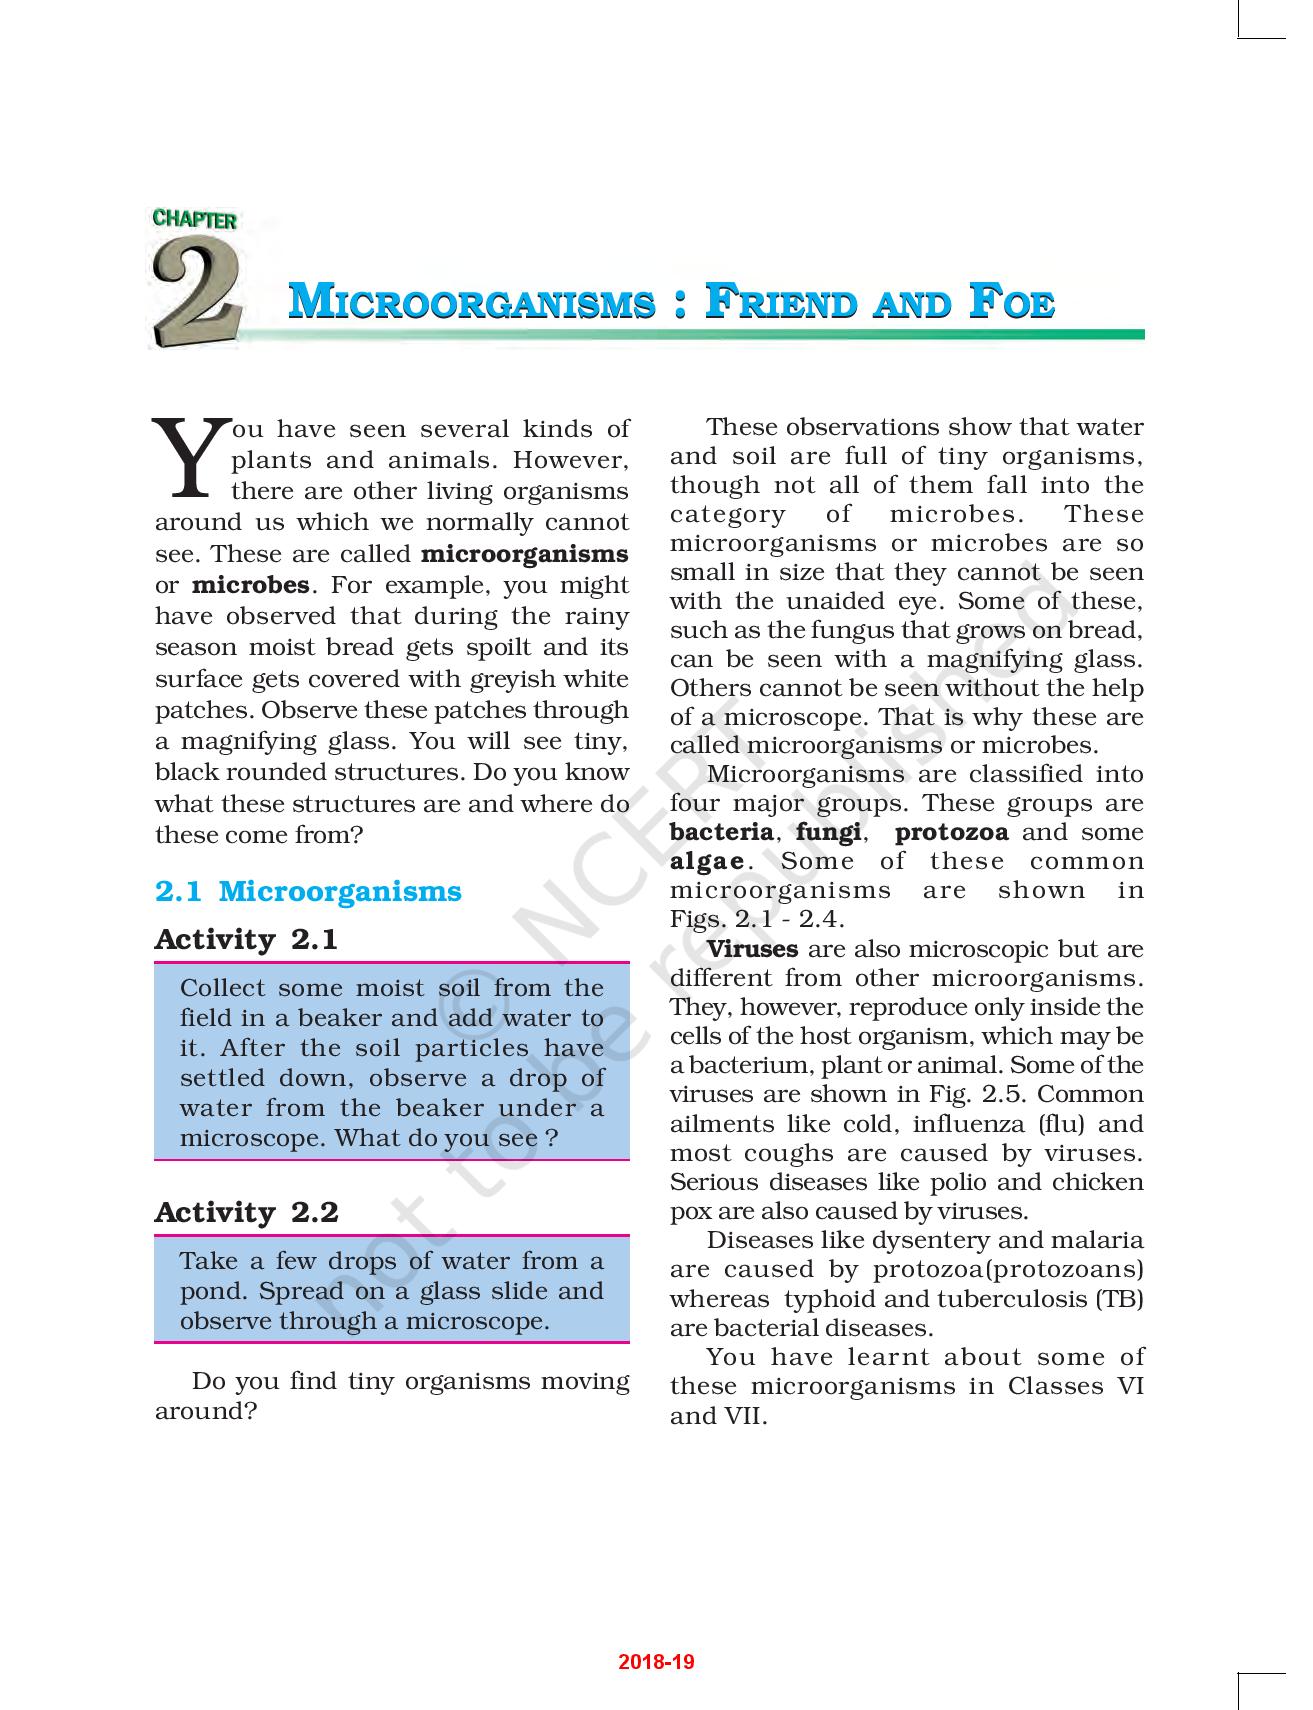 CHAPTER
2
MICROORGANISMS : FRIEND AND FOE
You have seen several kinds of
plants and animals. However,
there are other living organisms
around us which we normally cannot
see. These are called microorganisms
or microbes. For example, you might
have observed that during the rainy
season moist bread gets spoilt and its
surface gets covered with greyish white
patches. Observe these patches through
a magnifying glass. You will see tiny,
black rounded structures. Do you know
what these structures are and where do
these come from?
2.1 Microorganisms
Activity 2.1
Collect some moist soil from the
field in a beaker and add water to
it. After the soil particles have
settled down, observe a drop of
water from the beaker under a
microscope. What do you see ?
Activity 2.2
Take a few drops of water from a
pond. Spread on a glass slide and
observe through a microscope.
Do you find tiny organisms moving
around?
These observations show that water
and soil are full of tiny organisms,
though not all of them fall into the
category of microbes. These
microorganisms or microbes are so
small in size that they cannot be seen
with the unaided eye. Some of these,
such as the fungus that grows on bread,
can be seen with a magnifying glass.
Others cannot be seen without the help
of a microscope. That is why these are
called microorganisms or microbes.
Microorganisms are classified into
four major groups. These groups are
bacteria, fungi, protozoa and some
algae. Some of these common
microorganisms are shown in
Figs. 2.1 - 2.4.
Viruses are also microscopic but are
different from other microorganisms.
They, however, reproduce only inside the
cells of the host organism, which may be
a bacterium, plant or animal. Some of the
viruses are shown in Fig. 2.5. Common
ailments like cold, influenza (flu) and
most coughs are caused by viruses.
Serious diseases like polio and chicken
pox are also caused by viruses.
Diseases like dysentery and malaria
are caused by protozoa(protozoans)
whereas typhoid and tuberculosis (TB)
are bacterial diseases.
You have learnt about some of
these microorganisms in Classes VI
and VII.
© NCERT
not to be republished
2018-19